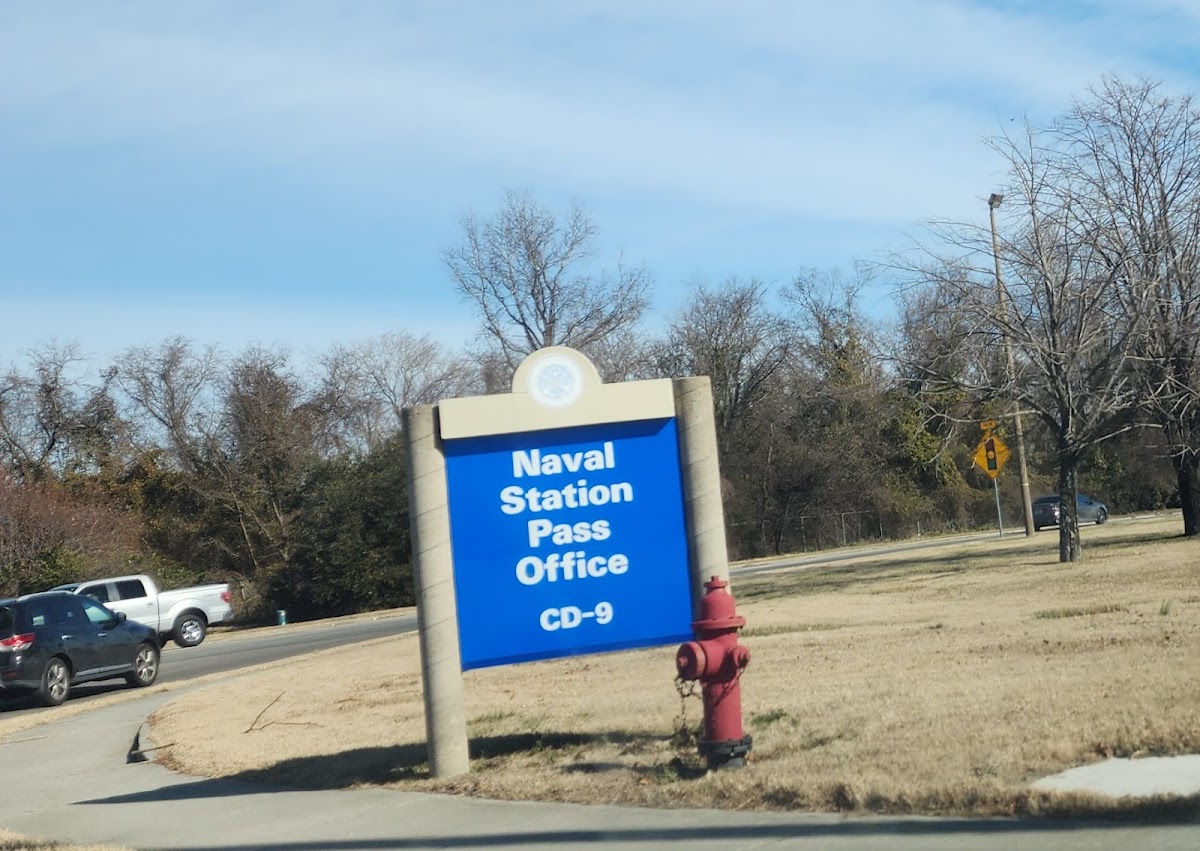 Naval
Station
Pass
Office
CD-9